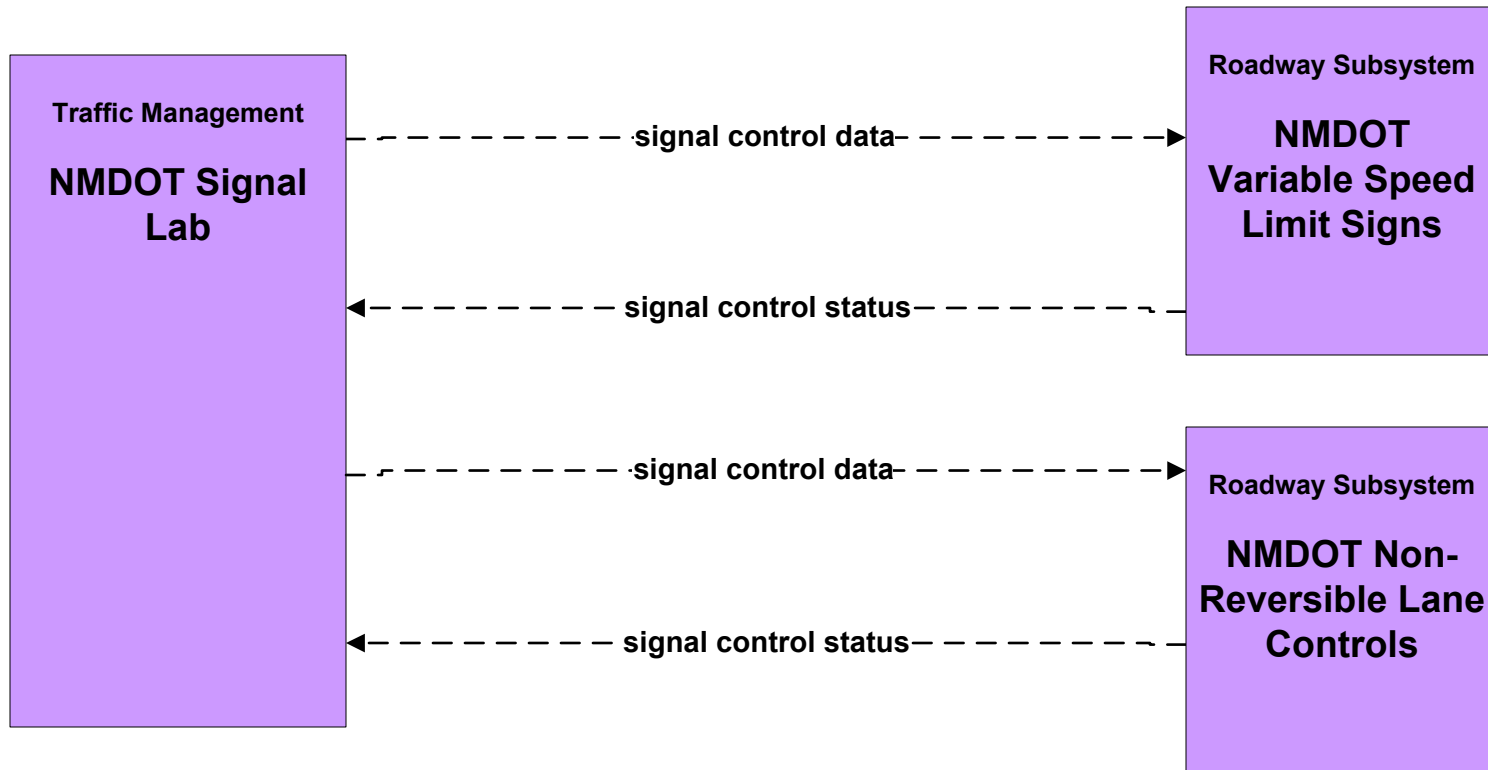 Traffic Management
NMDOT Signal
Lab
signal control data
signal control status
signal control data
signal control status
Roadway Subsystem
NMDOT
Variable Speed
Limit Signs
Roadway Subsystem
NMDOT Non-
Reversible Lane
Controls